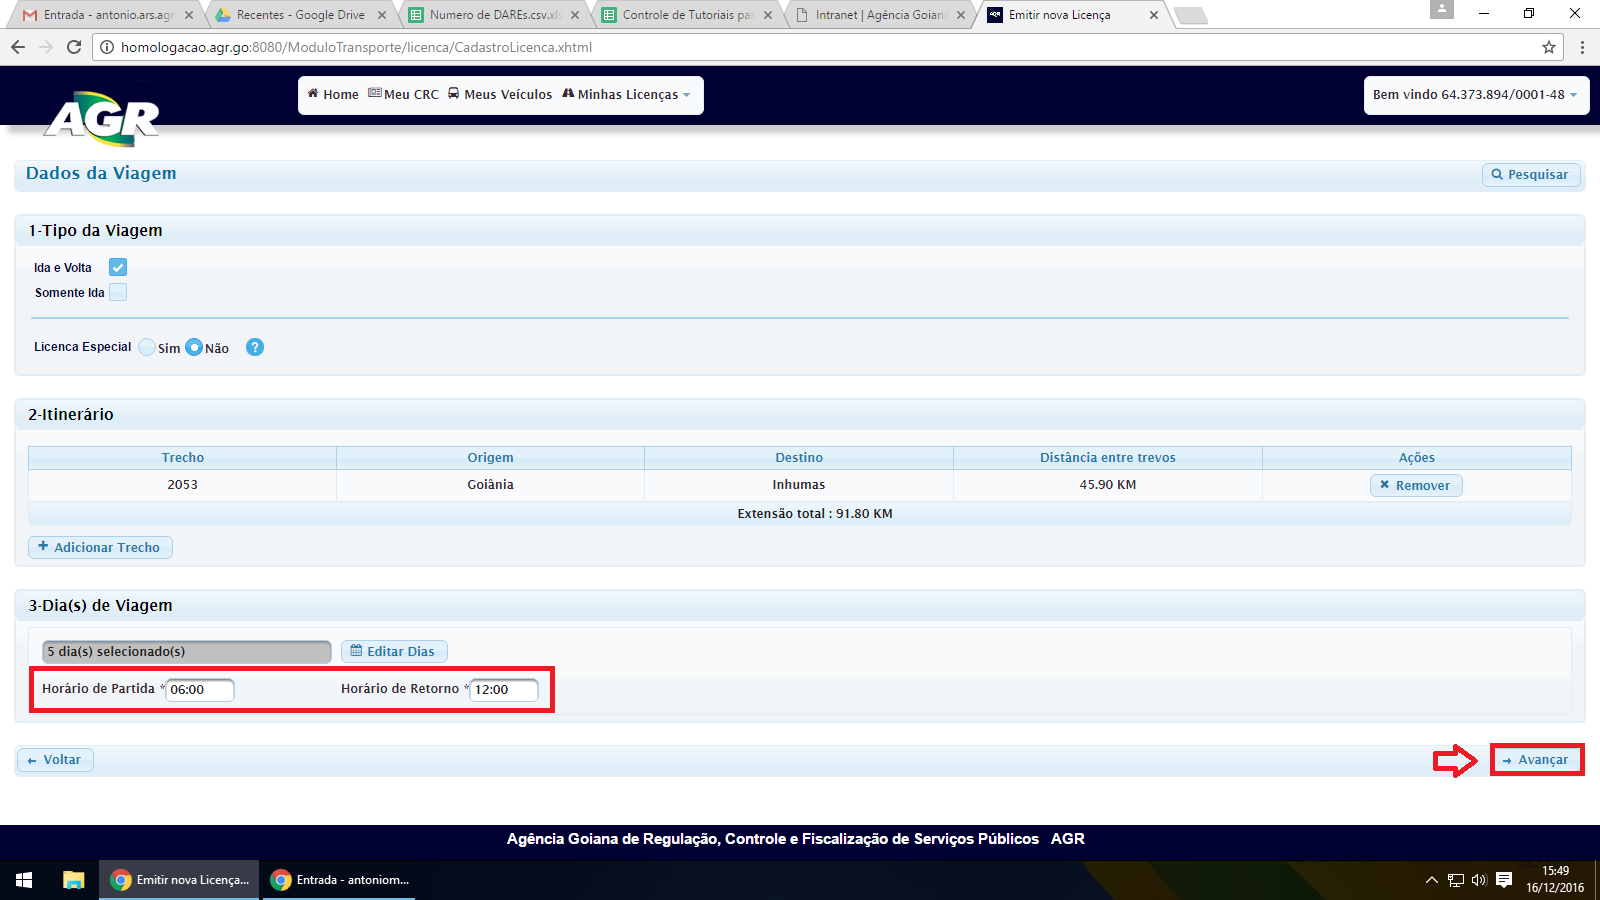 Entrada - antonio.ars.agr
Recentes - Google Drive
Numero de DAREs.csv.xls
Controle de Tutoriais par
Intranet | Agência Goiana
Emitir nova Licença
homologacao.agr.go:8080/ModuloTransporte/licenca/CadastroLicenca.xhtml
AGR
Home
Meu CRC
Meus Veículos
Minhas Licenças
Bem vindo 64.373.894/0001-48
Dados da Viagem
Pesquisar
1-Tipo da Viagem
Ida e Volta
Somente Ida
Licenca Especial Sim Não ?
2-Itinerário
Trecho Origem Destino Distância entre trevos Ações
2053 Goiânia Inhumas 45.90 KM Remover
Extensão total : 91.80 KM
Adicionar Trecho
3-Dia(s) de Viagem
5 dia(s) selecionado(s) Editar Dias
Horário de Partida * 06:00 Horário de Retorno * 12:00
Voltar
Avançar
Agência Goiana de Regulação, Controle e Fiscalização de Serviços Públicos AGR
Emitir nova Licença...
Entrada - antoniom...
15:49
16/12/2016